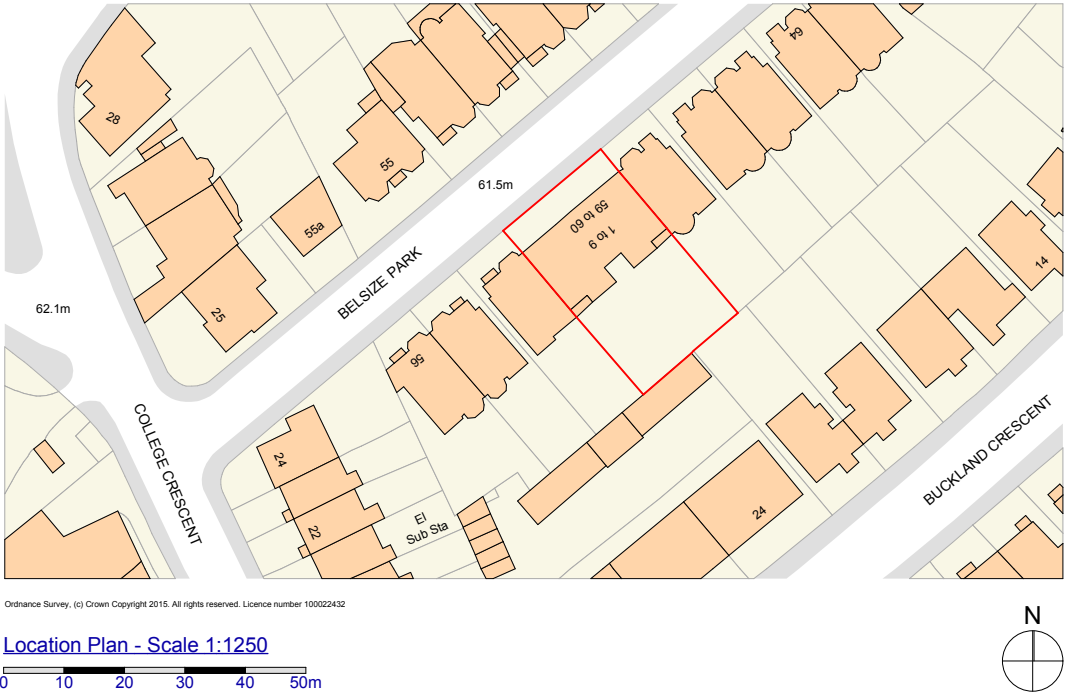 64
28
55
61.5m
55a
59 to 60
1 to 9
14
BELSIZE PARK
62.1m
25
56
COLLEGE CRESCENT
BUCKLAND CRESCENT
24
22
El
Sub Sta
24
Ordnance Survey, (c) Crown Copyright 2015. All rights reserved. Licence number 100022432
N
Location Plan - Scale 1:1250
0 10 20 30 40 50m